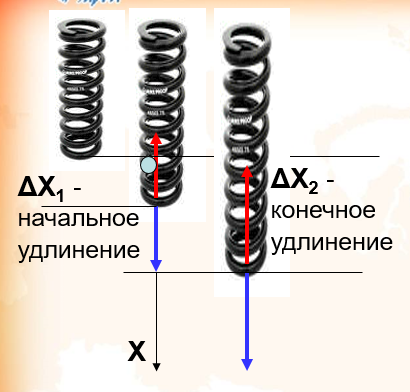 ΔX₁ -
начальное
удлинение
ΔX₂ -
конечное
удлинение
X